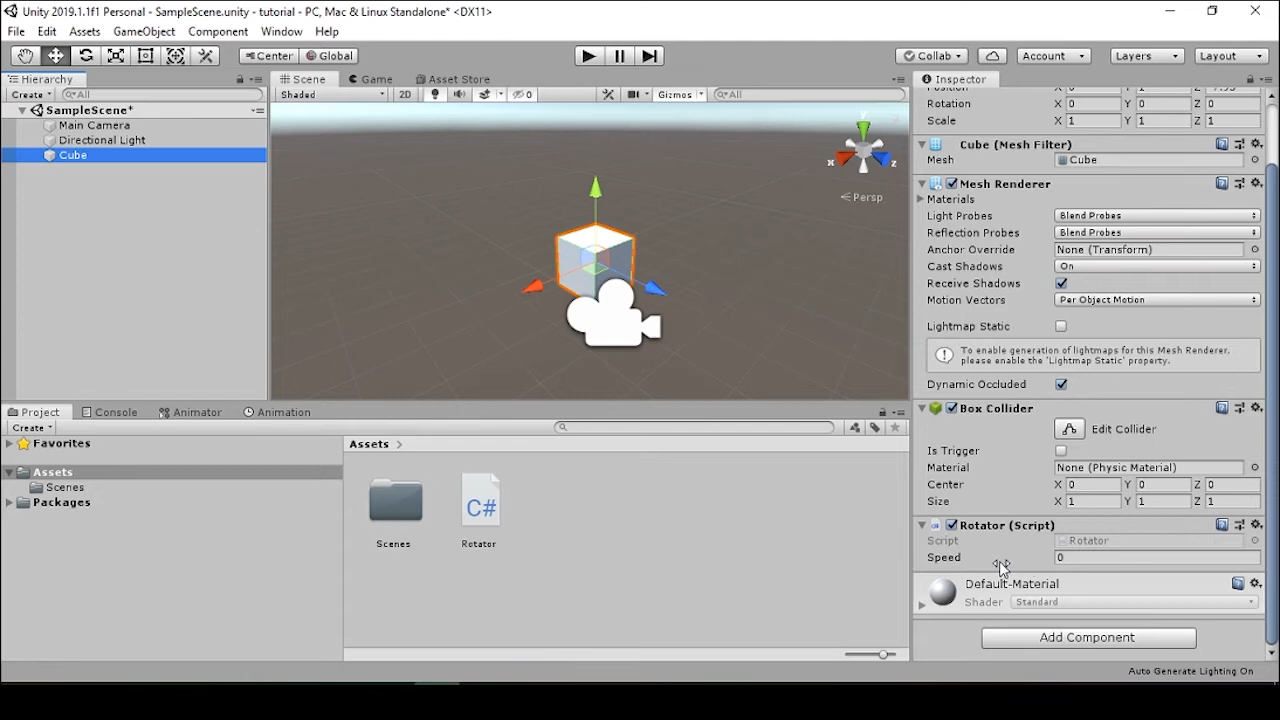 Unity 2019.1.1f1 Personal - SampleScene.unity - tutorial - PC, Mac & Linux Standalone* <DX11>
File Edit Assets GameObject Component Window Help
Center Global Collab Account Layers Layout
Hierarchy
Create All
SampleScene*
Main Camera
Directional Light
Cube
Scene Game Asset Store
Shaded 2D 0 Gizmos All
y
x z
Persp
Inspector
Position X 0 Y 1 Z -7.93
Rotation X 0 Y 0 Z 0
Scale X 1 Y 1 Z 1
Cube (Mesh Filter)
Mesh Cube
Mesh Renderer
Materials
Light Probes Blend Probes
Reflection Probes Blend Probes
Anchor Override None (Transform)
Cast Shadows On
Receive Shadows
Motion Vectors Per Object Motion
Lightmap Static
To enable generation of lightmaps for this Mesh Renderer,
please enable the 'Lightmap Static' property.
Dynamic Occluded
Box Collider
Edit Collider
Is Trigger
Material None (Physic Material)
Center X 0 Y 0 Z 0
Size X 1 Y 1 Z 1
Rotator (Script)
Script Rotator
Speed 0
Default-Material
Shader Standard
Add Component
Project Console Animator Animation
Create
Favorites
Assets
Scenes
Packages
Assets
C#
Scenes Rotator
Auto Generate Lighting On